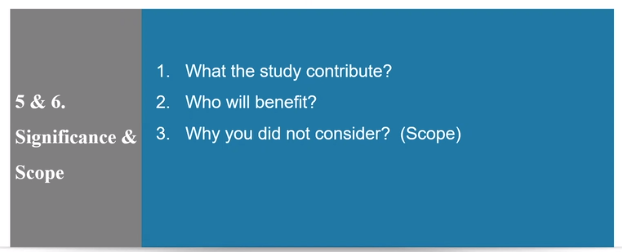 5 & 6.
Significance &
Scope
1. What the study contribute?
2. Who will benefit?
3. Why you did not consider? (Scope)